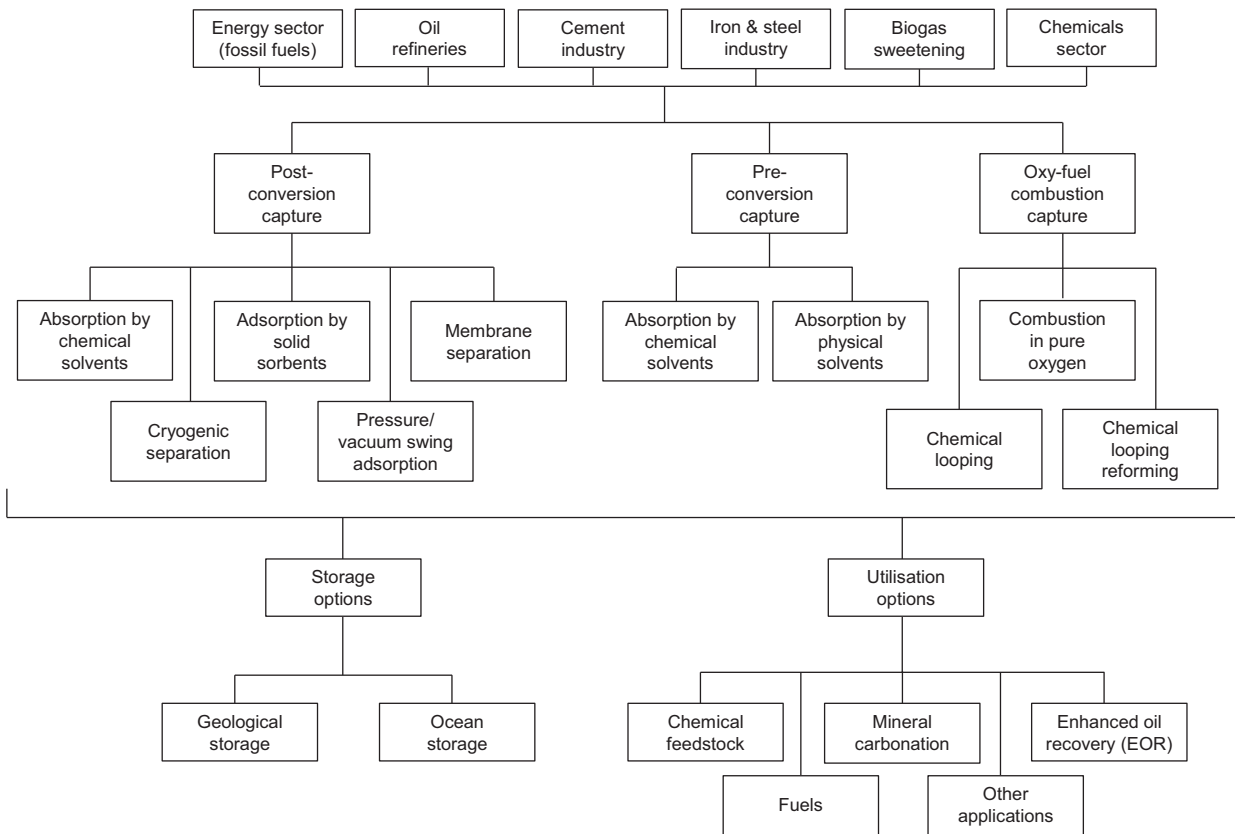 Energy sector
(fossil fuels)
Oil
refineries
Cement
industry
Iron & steel
industry
Biogas
sweetening
Chemicals
sector
Post-
conversion
capture
Pre-
conversion
capture
Oxy-fuel
combustion
capture
Absorption by
chemical
solvents
Adsorption by
solid
sorbents
Membrane
separation
Absorption by
chemical
solvents
Absorption by
physical
solvents
Combustion
in pure
oxygen
Cryogenic
separation
Pressure/
vacuum swing
adsorption
Chemical
looping
Chemical
looping
reforming
Storage
options
Utilisation
options
Geological
storage
Ocean
storage
Chemical
feedstock
Mineral
carbonation
Enhanced oil
recovery (EOR)
Fuels
Other
applications